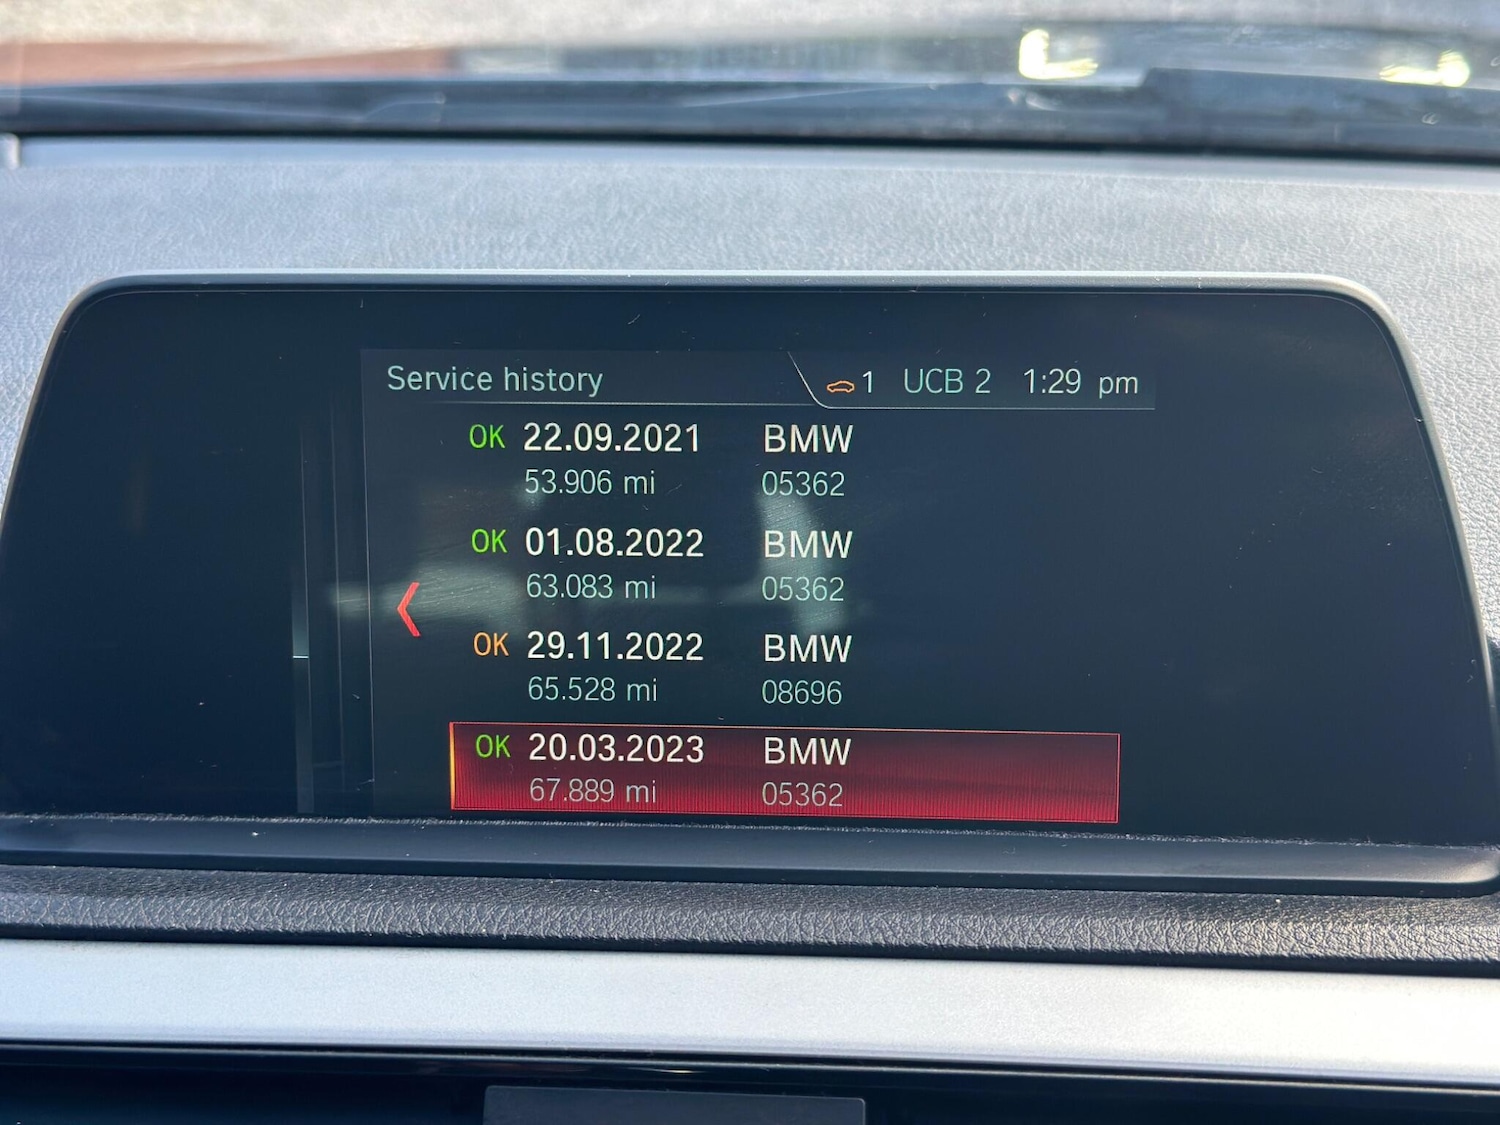 Service history 1 UCB 2 1:29 pm
OK 22.09.2021 BMW
53.906 mi 05362
OK 01.08.2022 BMW
63.083 mi 05362
OK 29.11.2022 BMW
65.528 mi 08696
OK 20.03.2023 BMW
67.889 mi 05362